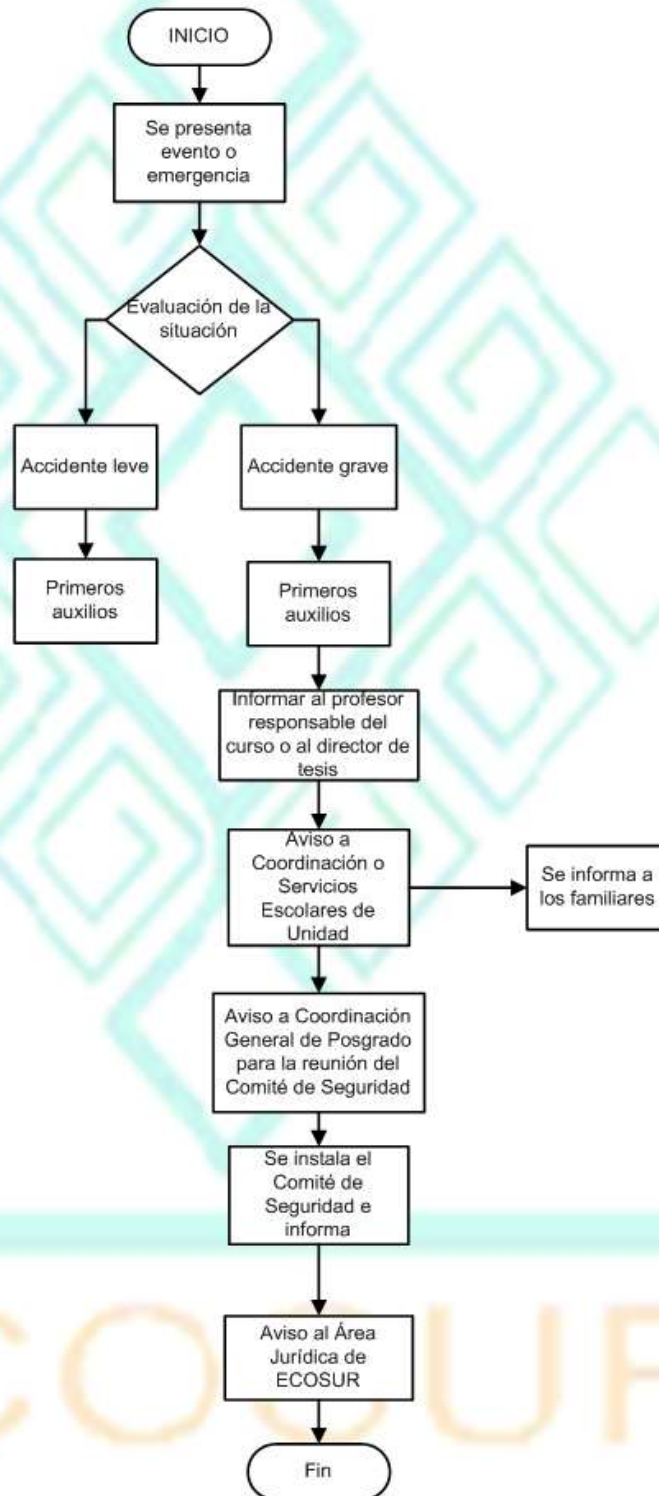 INICIO
Se presenta
evento o
emergencia
Evaluación de la
situación
Accidente leve
Accidente grave
Primeros
auxilios
Primeros
auxilios
Informar al profesor
responsable del
curso o al director de
tesis
Aviso a
Coordinación o
Servicios
Escolares de
Unidad
Se informa a
los familiares
Aviso a Coordinación
General de Posgrado
para la reunión del
Comité de Seguridad
Se instala el
Comité de
Seguridad e
informa
Aviso al Área
Jurídica de
ECOSUR
Fin
COSUR